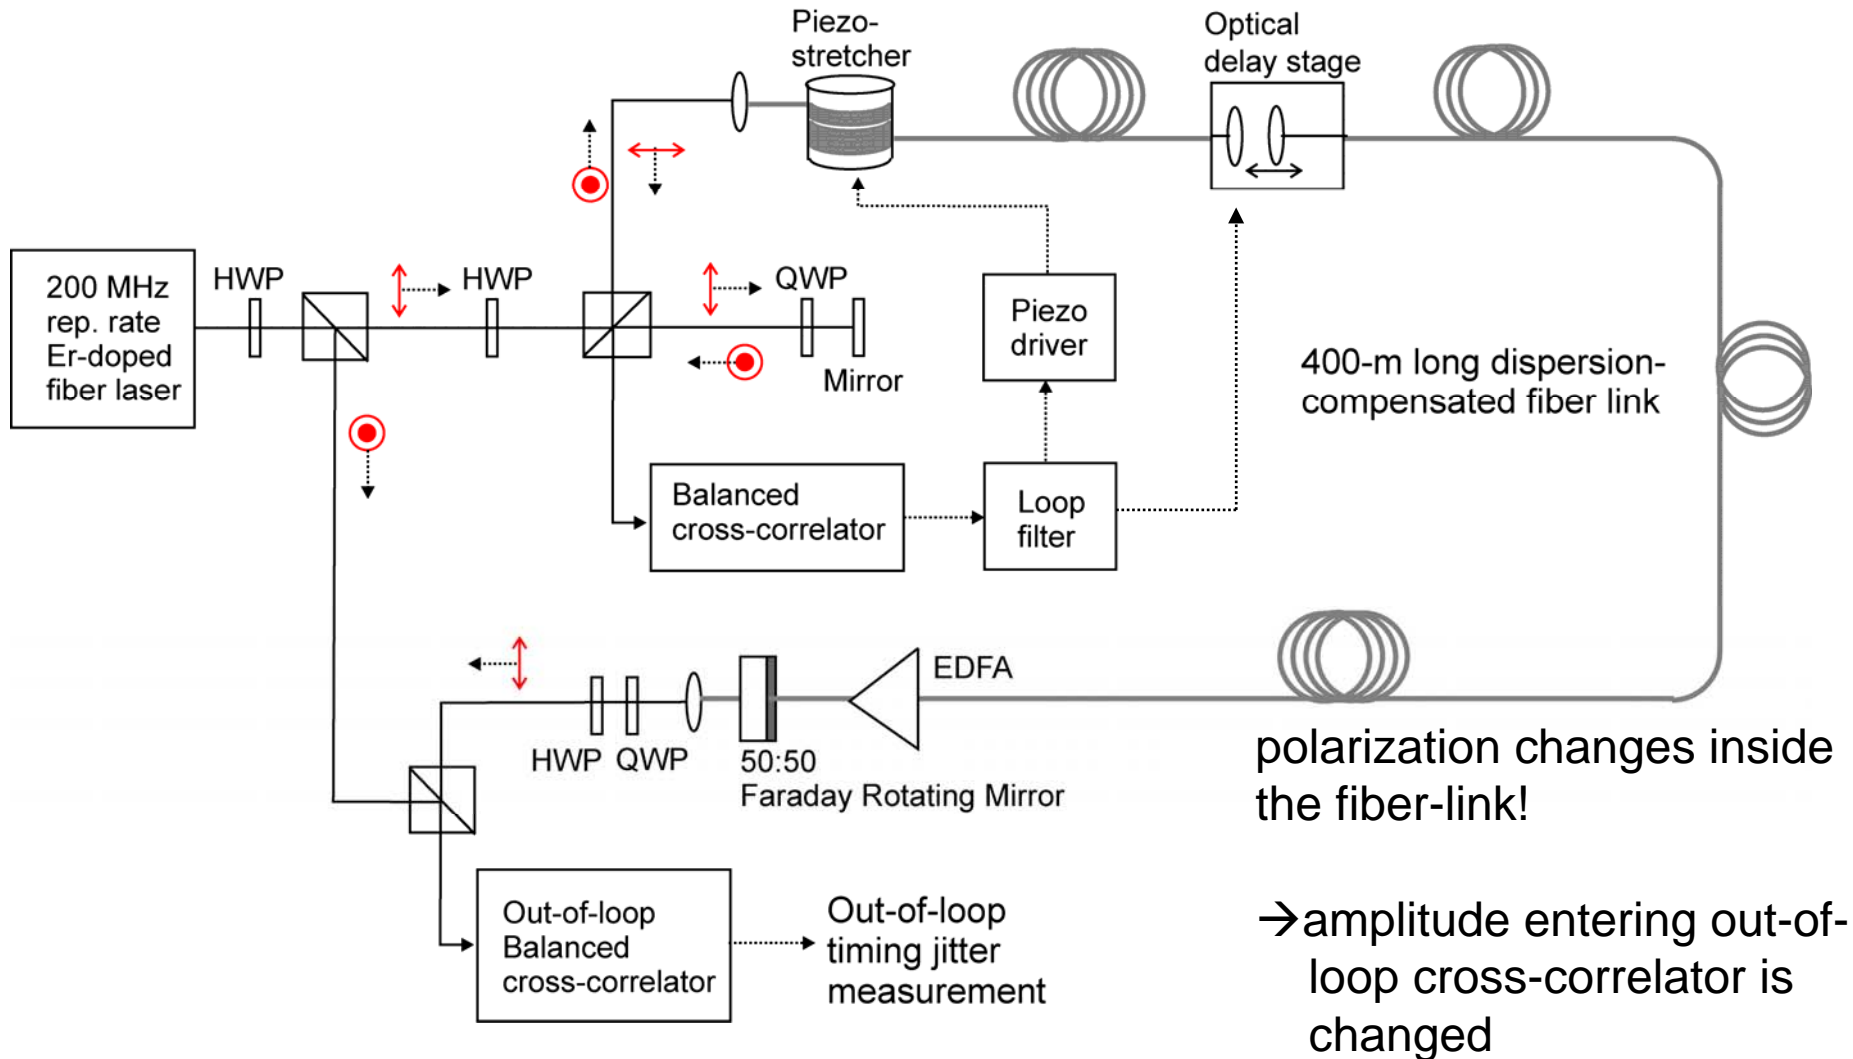 Piezo-
stretcher
Optical
delay stage
200 MHz
rep. rate
Er-doped
fiber laser
HWP
HWP
QWP
Mirror
Piezo
driver
400-m long dispersion-
compensated fiber link
Balanced
cross-correlator
Loop
filter
EDFA
HWP QWP
50:50
Faraday Rotating Mirror
polarization changes inside
the fiber-link!
→amplitude entering out-of-
loop cross-correlator is
changed
Out-of-loop
Balanced
cross-correlator
Out-of-loop
timing jitter
measurement